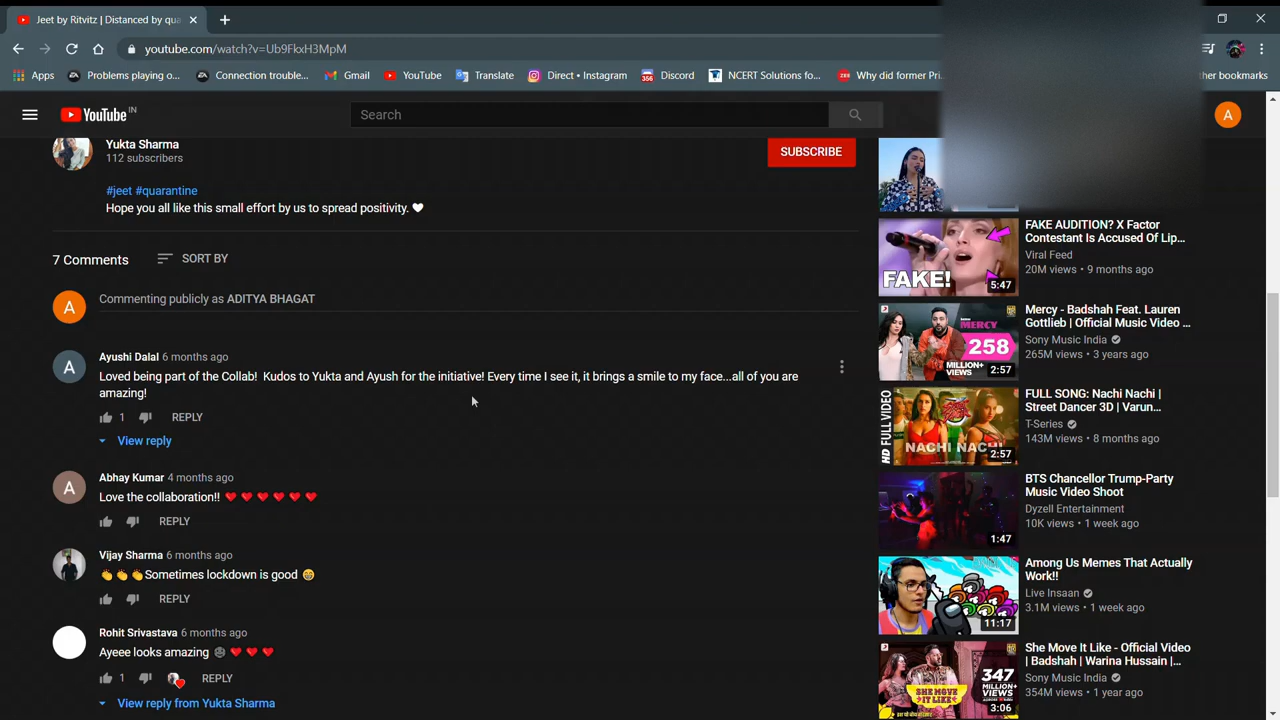 Jeet by Ritvitz | Distanced by qua
youtube.com/watch?v=Ub9FkxH3MpM
Apps
Problems playing o...
Connection trouble...
Gmail
YouTube
Translate
Direct • Instagram
356
Discord
NCERT Solutions fo...
ZEE
Why did former Pri...
her bookmarks
YouTube IN
Search
A
Yukta Sharma
112 subscribers
SUBSCRIBE
#jeet #quarantine
Hope you all like this small effort by us to spread positivity. 🤍
7 Comments
SORT BY
A
Commenting publicly as ADITYA BHAGAT
A
Ayushi Dalal 6 months ago
Loved being part of the Collab! Kudos to Yukta and Ayush for the initiative! Every time I see it, it brings a smile to my face...all of you are
amazing!
1
REPLY
View reply
A
Abhay Kumar 4 months ago
Love the collaboration!! ❤️❤️❤️❤️❤️❤️
REPLY
Vijay Sharma 6 months ago
👏👏👏Sometimes lockdown is good 😁
REPLY
Rohit Srivastava 6 months ago
Ayeee looks amazing ❤️❤️❤️
1
REPLY
View reply from Yukta Sharma
FAKE!
5:47
FAKE AUDITION? X Factor
Contestant Is Accused Of Lip...
Viral Feed
20M views • 9 months ago
MERCY
258
MILLION+
VIEWS
2:57
Mercy - Badshah Feat. Lauren
Gottlieb | Official Music Video ...
Sony Music India
265M views • 3 years ago
HD FULL VIDEO
NACHI NACHI
2:57
FULL SONG: Nachi Nachi |
Street Dancer 3D | Varun...
T-Series
143M views • 8 months ago
1:47
BTS Chancellor Trump-Party
Music Video Shoot
Dyzell Entertainment
10K views • 1 week ago
11:17
Among Us Memes That Actually
Work!!
Live Insaan
3.1M views • 1 week ago
SHE MOVE IT LIKE
347
MILLION+
VIEWS
3:06
She Move It Like - Official Video
| Badshah | Warina Hussain |...
Sony Music India
354M views • 1 year ago